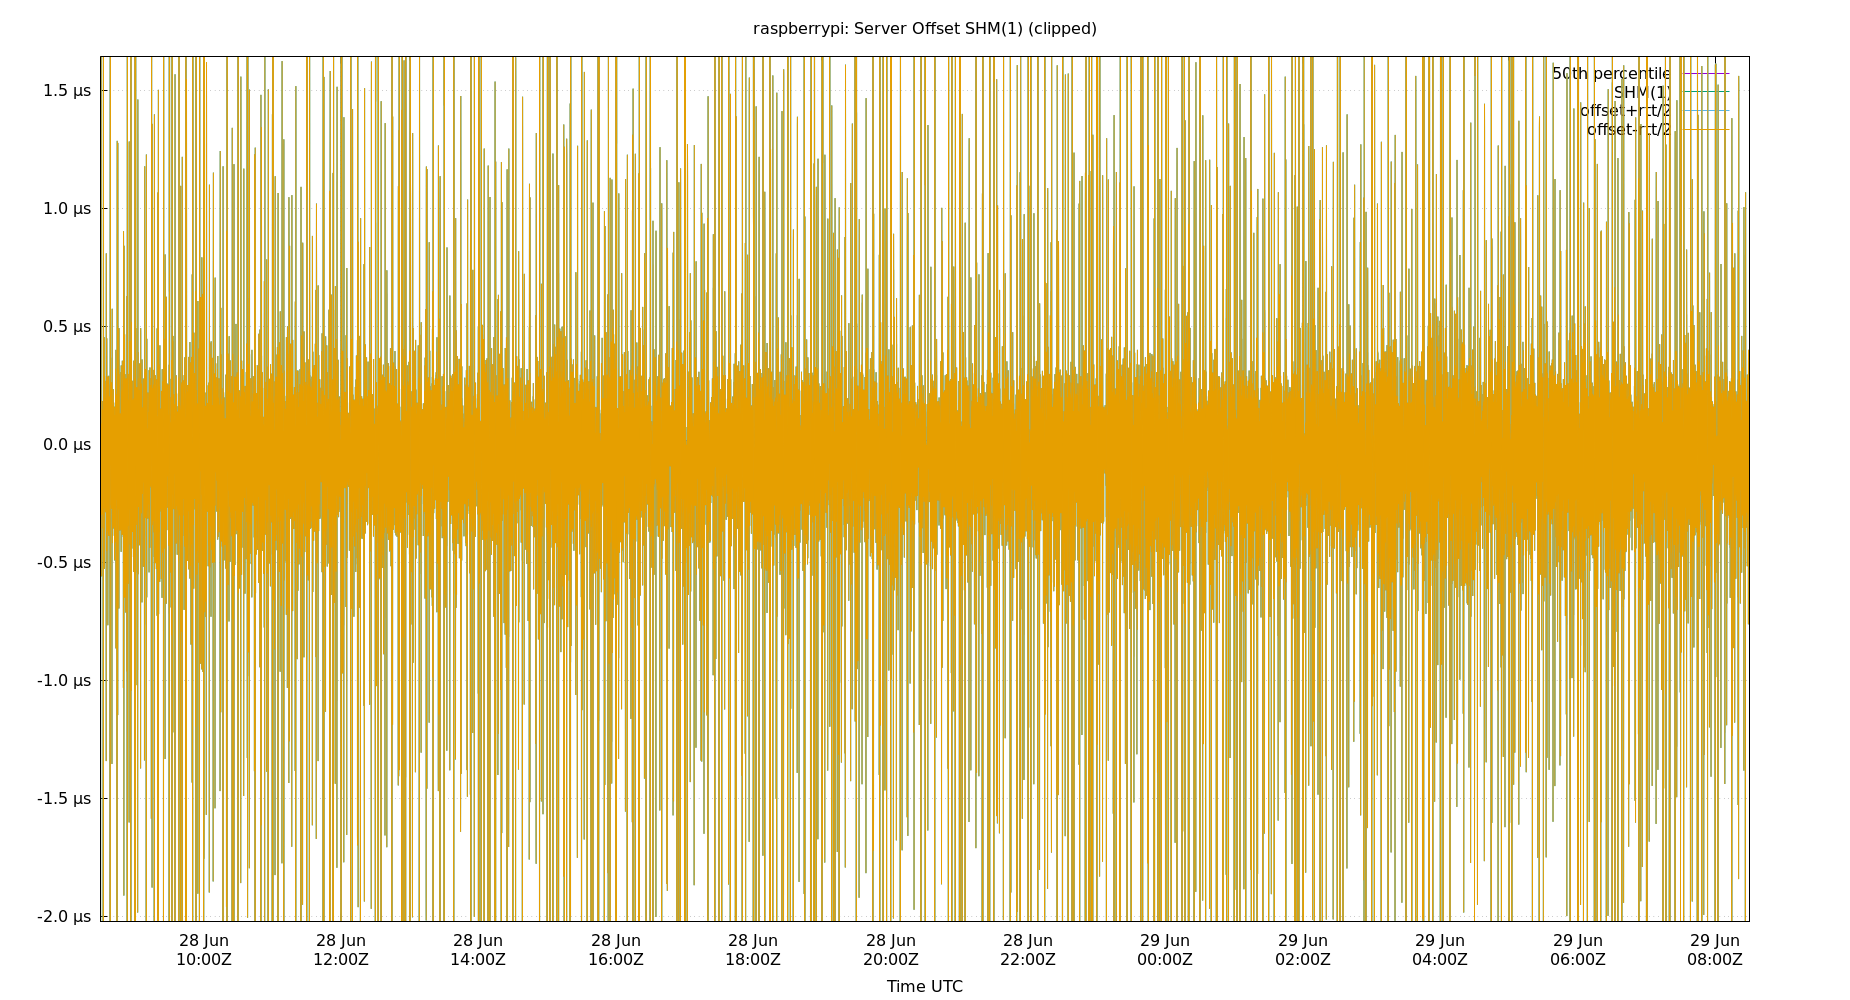 raspberrypi: Server Offset SHM(1) (clipped)
50th percentile
SHM(1)
offset+rtt/2
offset-rtt/2
1.5 µs
1.0 µs
0.5 µs
0.0 µs
-0.5 µs
-1.0 µs
-1.5 µs
-2.0 µs
28 Jun 28 Jun 28 Jun 28 Jun 28 Jun 28 Jun 28 Jun 29 Jun 29 Jun 29 Jun 29 Jun 29 Jun
10:00Z 12:00Z 14:00Z 16:00Z 18:00Z 20:00Z 22:00Z 00:00Z 02:00Z 04:00Z 06:00Z 08:00Z
Time UTC